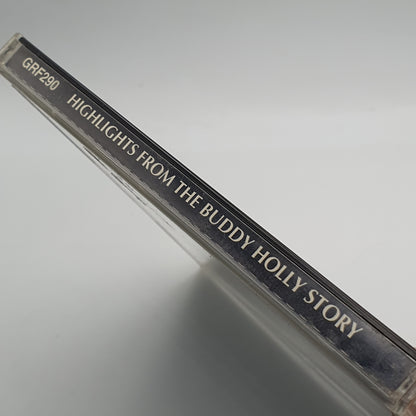 GRF290 HIGHLIGHTS FROM THE BUDDY HOLLY STORY